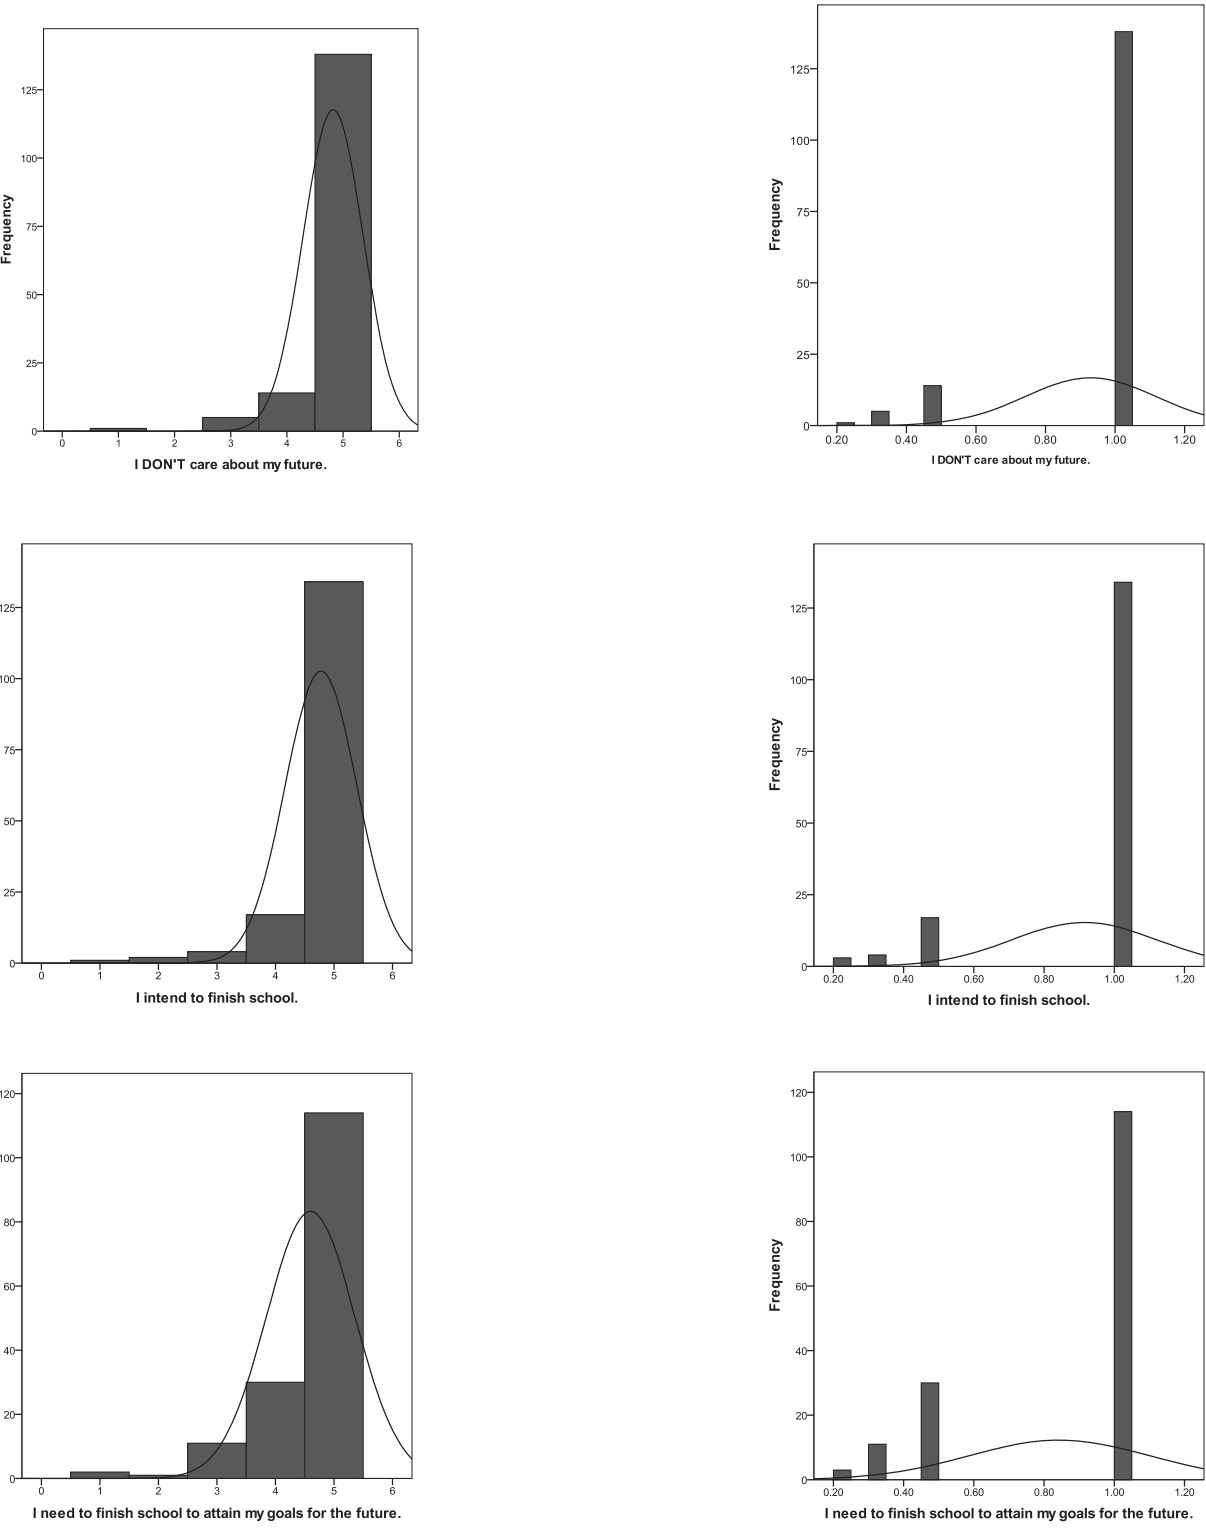 125
100
75
50
25
0
Frequency
0 1 2 3 4 5 6
I DON'T care about my future.
125
100
75
50
25
0
Frequency
0.20 0.40 0.60 0.80 1.00 1.20
I DON'T care about my future.
125
100
75
50
25
0
0 1 2 3 4 5 6
I intend to finish school.
125
100
75
50
25
0
Frequency
0.20 0.40 0.60 0.80 1.00 1.20
I intend to finish school.
120
100
80
60
40
20
0
0 1 2 3 4 5 6
I need to finish school to attain my goals for the future.
120
100
80
60
40
20
0
Frequency
0.20 0.40 0.60 0.80 1.00 1.20
I need to finish school to attain my goals for the future.